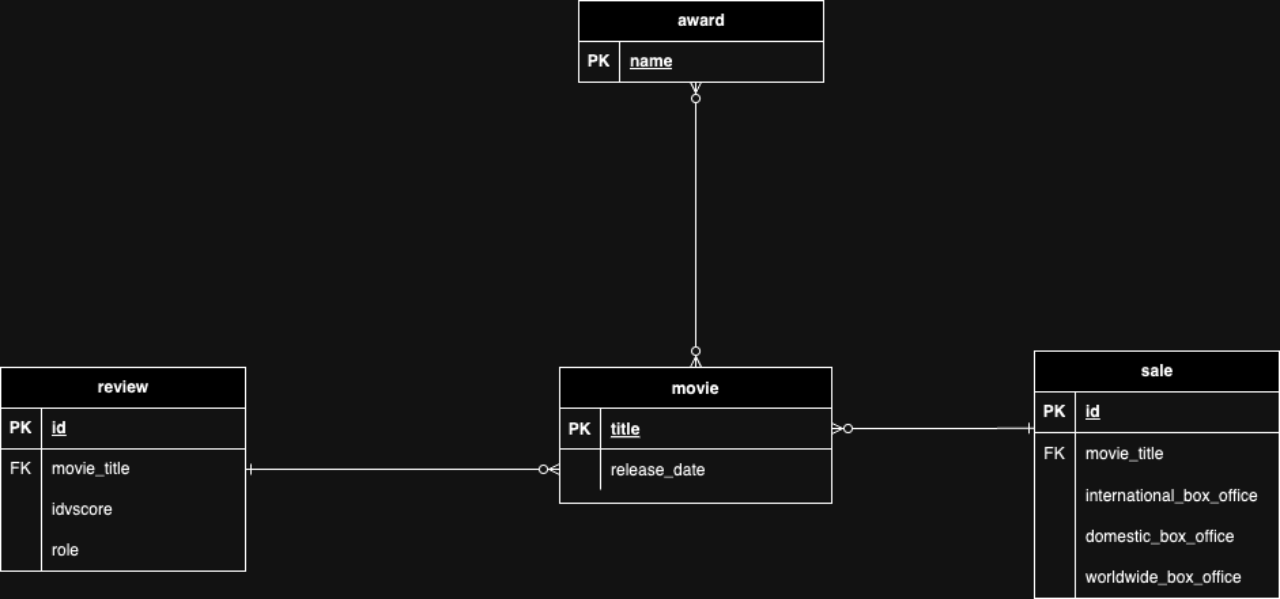 award
PK name
review
PK id
FK movie_title
idvscore
role
movie
PK title
release_date
sale
PK id
FK movie_title
international_box_office
domestic_box_office
worldwide_box_office